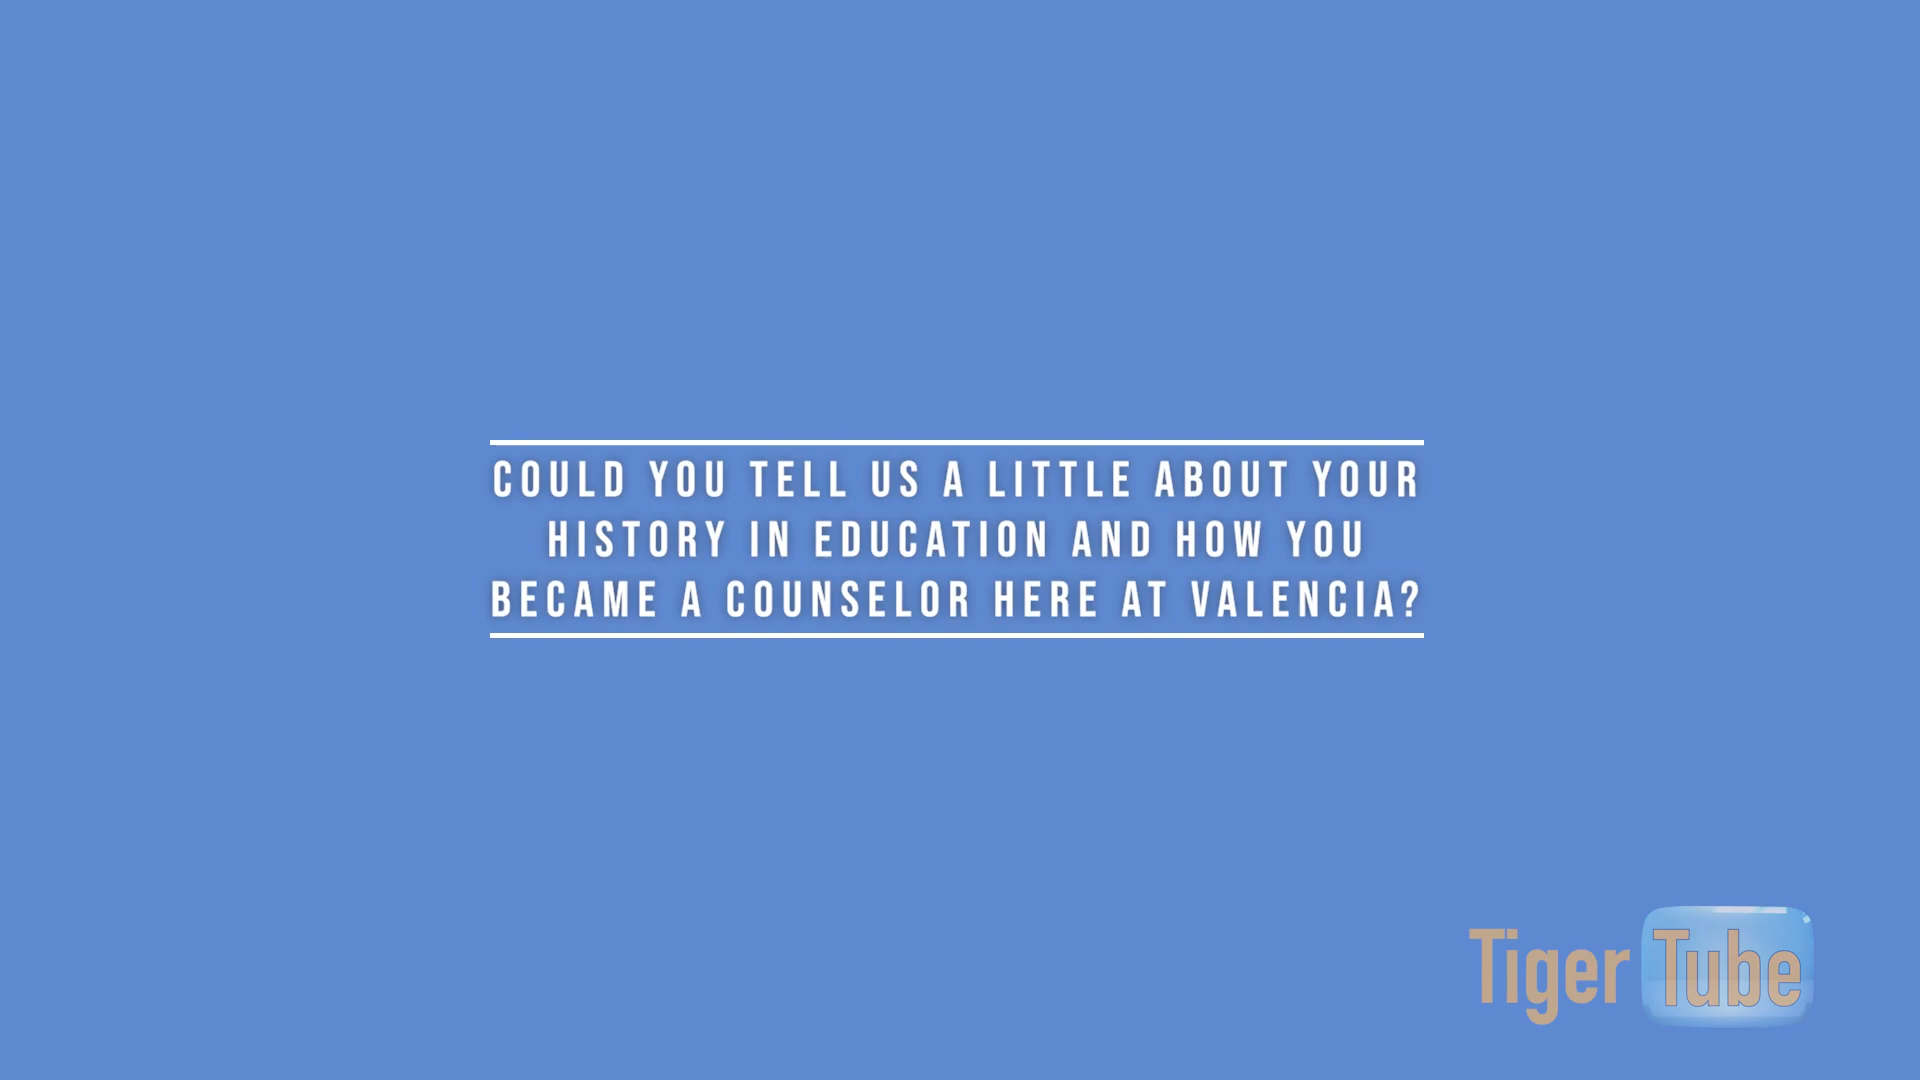 COULD YOU TELL US A LITTLE ABOUT YOUR
HISTORY IN EDUCATION AND HOW YOU
BECAME A COUNSELOR HERE AT VALENCIA?
Tiger Tube